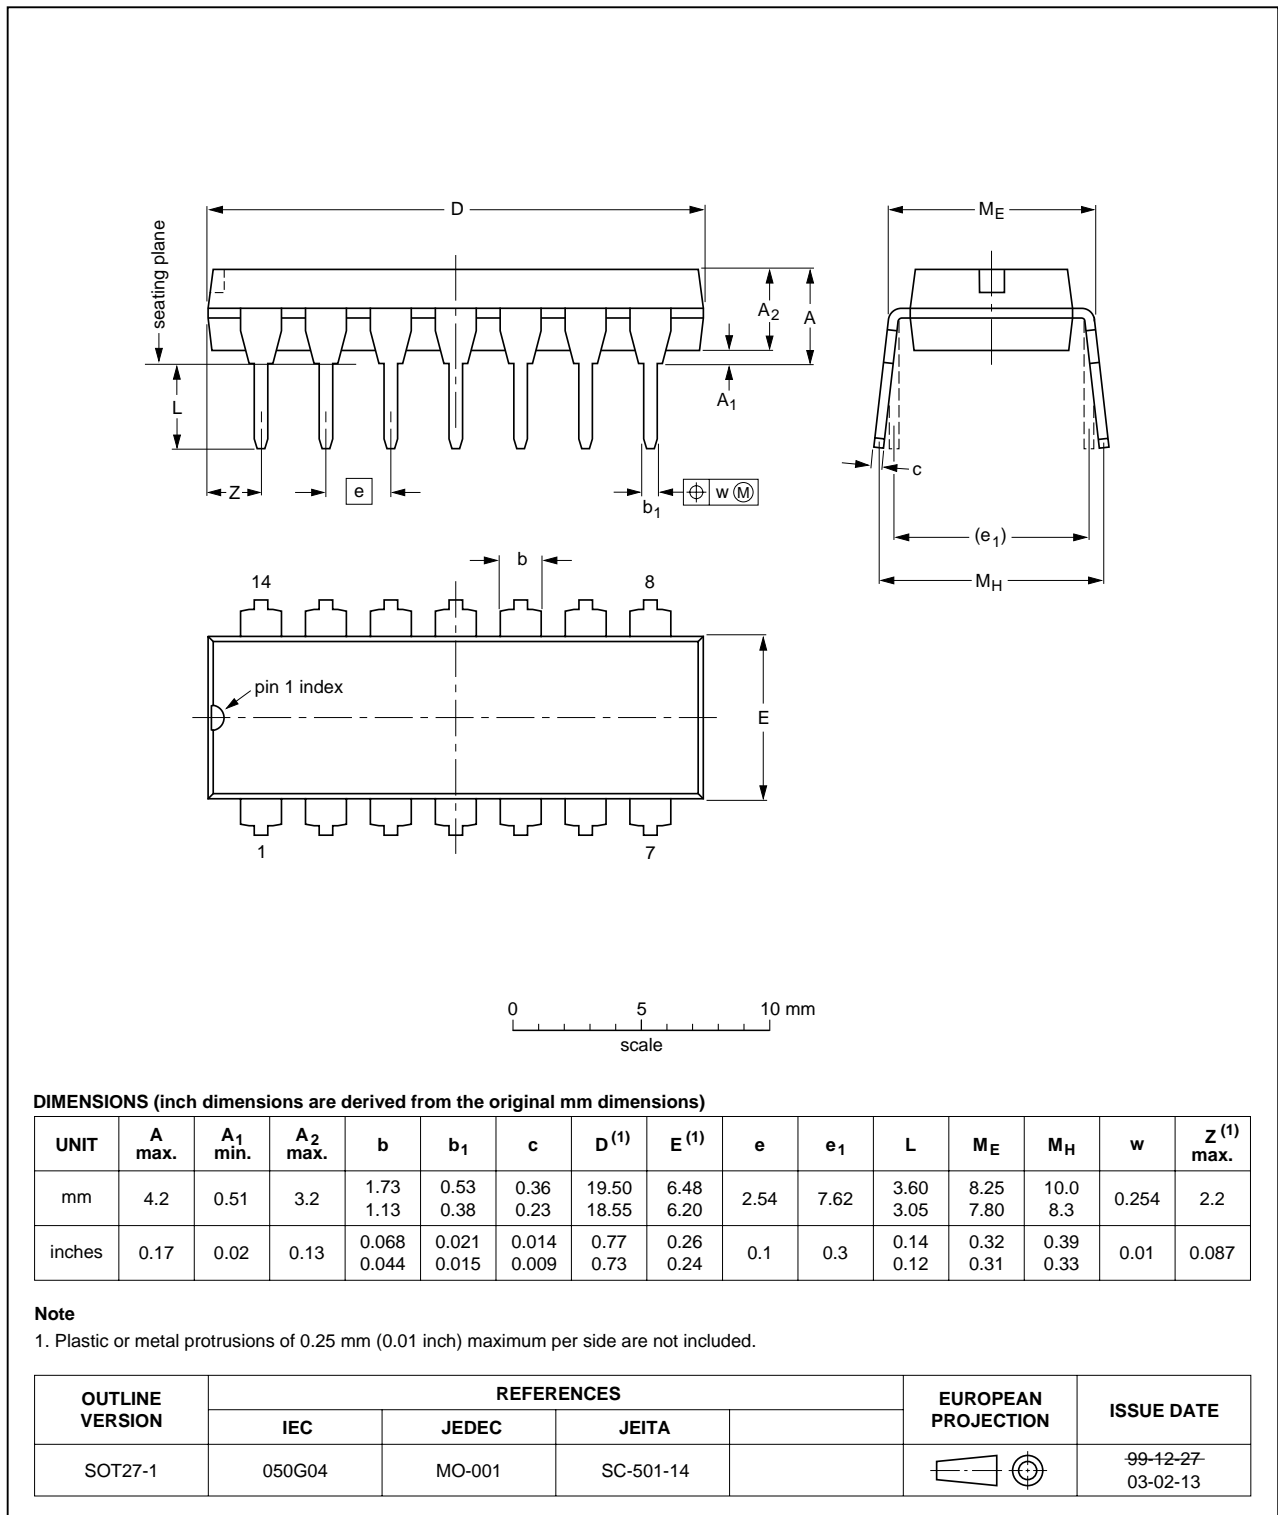 D
M_E
seating plane
A_2
A
L
A_1
Z
e
b_1
w M
c
(e_1)
M_H
b
14
8
pin 1 index
E
1
7
0 5 10 mm
scale
DIMENSIONS (inch dimensions are derived from the original mm dimensions)
UNIT A max. A_1 min. A_2 max. b b_1 c D(1) E(1) e e_1 L M_E M_H w Z(1) max.
mm 4.2 0.51 3.2 1.73 1.13 0.53 0.38 0.36 0.23 19.50 18.55 6.48 6.20 2.54 7.62 3.60 3.05 8.25 7.80 10.0 8.3 0.254 2.2
inches 0.17 0.02 0.13 0.068 0.044 0.021 0.015 0.014 0.009 0.77 0.73 0.26 0.24 0.1 0.3 0.14 0.12 0.32 0.31 0.39 0.33 0.01 0.087
Note
1. Plastic or metal protrusions of 0.25 mm (0.01 inch) maximum per side are not included.
OUTLINE VERSION REFERENCES EUROPEAN PROJECTION ISSUE DATE
IEC JEDEC JEITA
SOT27-1 050G04 MO-001 SC-501-14 99-12-27
03-02-13